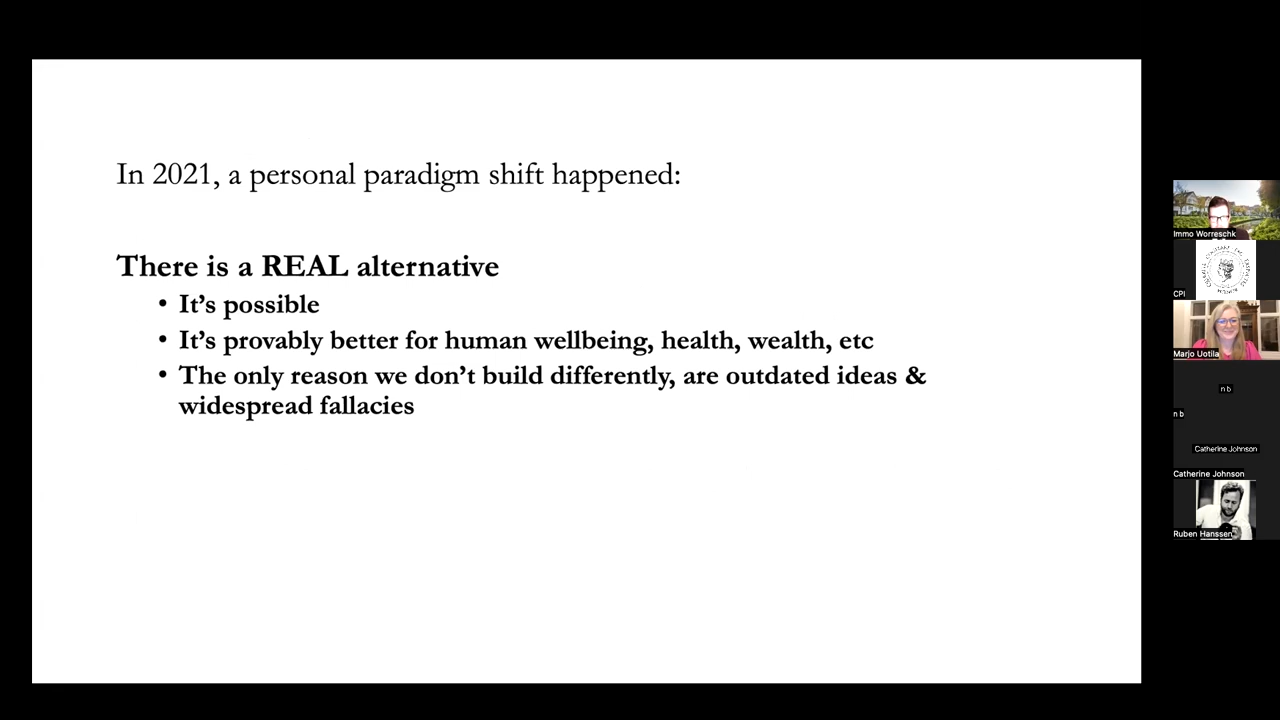 In 2021, a personal paradigm shift happened:
There is a REAL alternative
• It’s possible
• It’s provably better for human wellbeing, health, wealth, etc
• The only reason we don’t build differently, are outdated ideas &
widespread fallacies
Immo Worreschk
CPI
Marjo Uotila
n b
n b
Catherine Johnson
Catherine Johnson
Ruben Hanssen